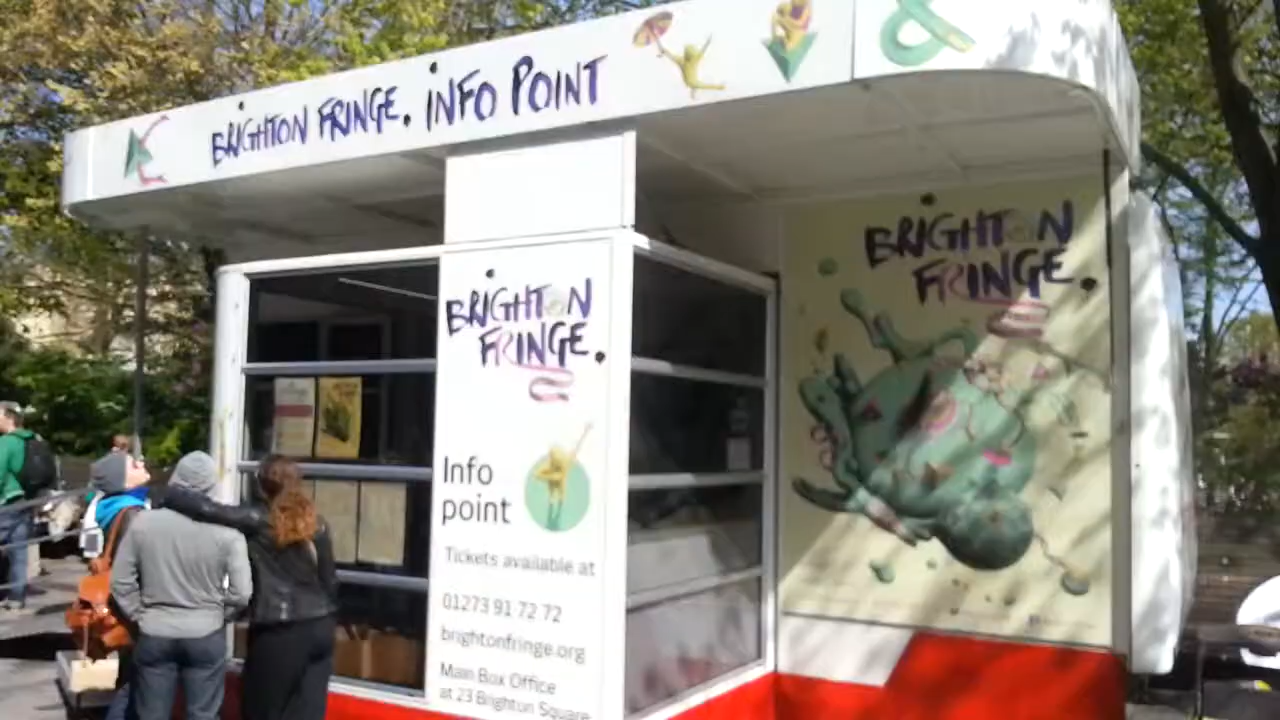 BRIGHTON FRINGE. INFO POINT
BRIGHTON
FRINGE.
Info
point
Tickets available at
01273 91 72 72
brightonfringe.org
Main Box Office
at 23 Brighton Square
BRIGHTON
FRINGE.